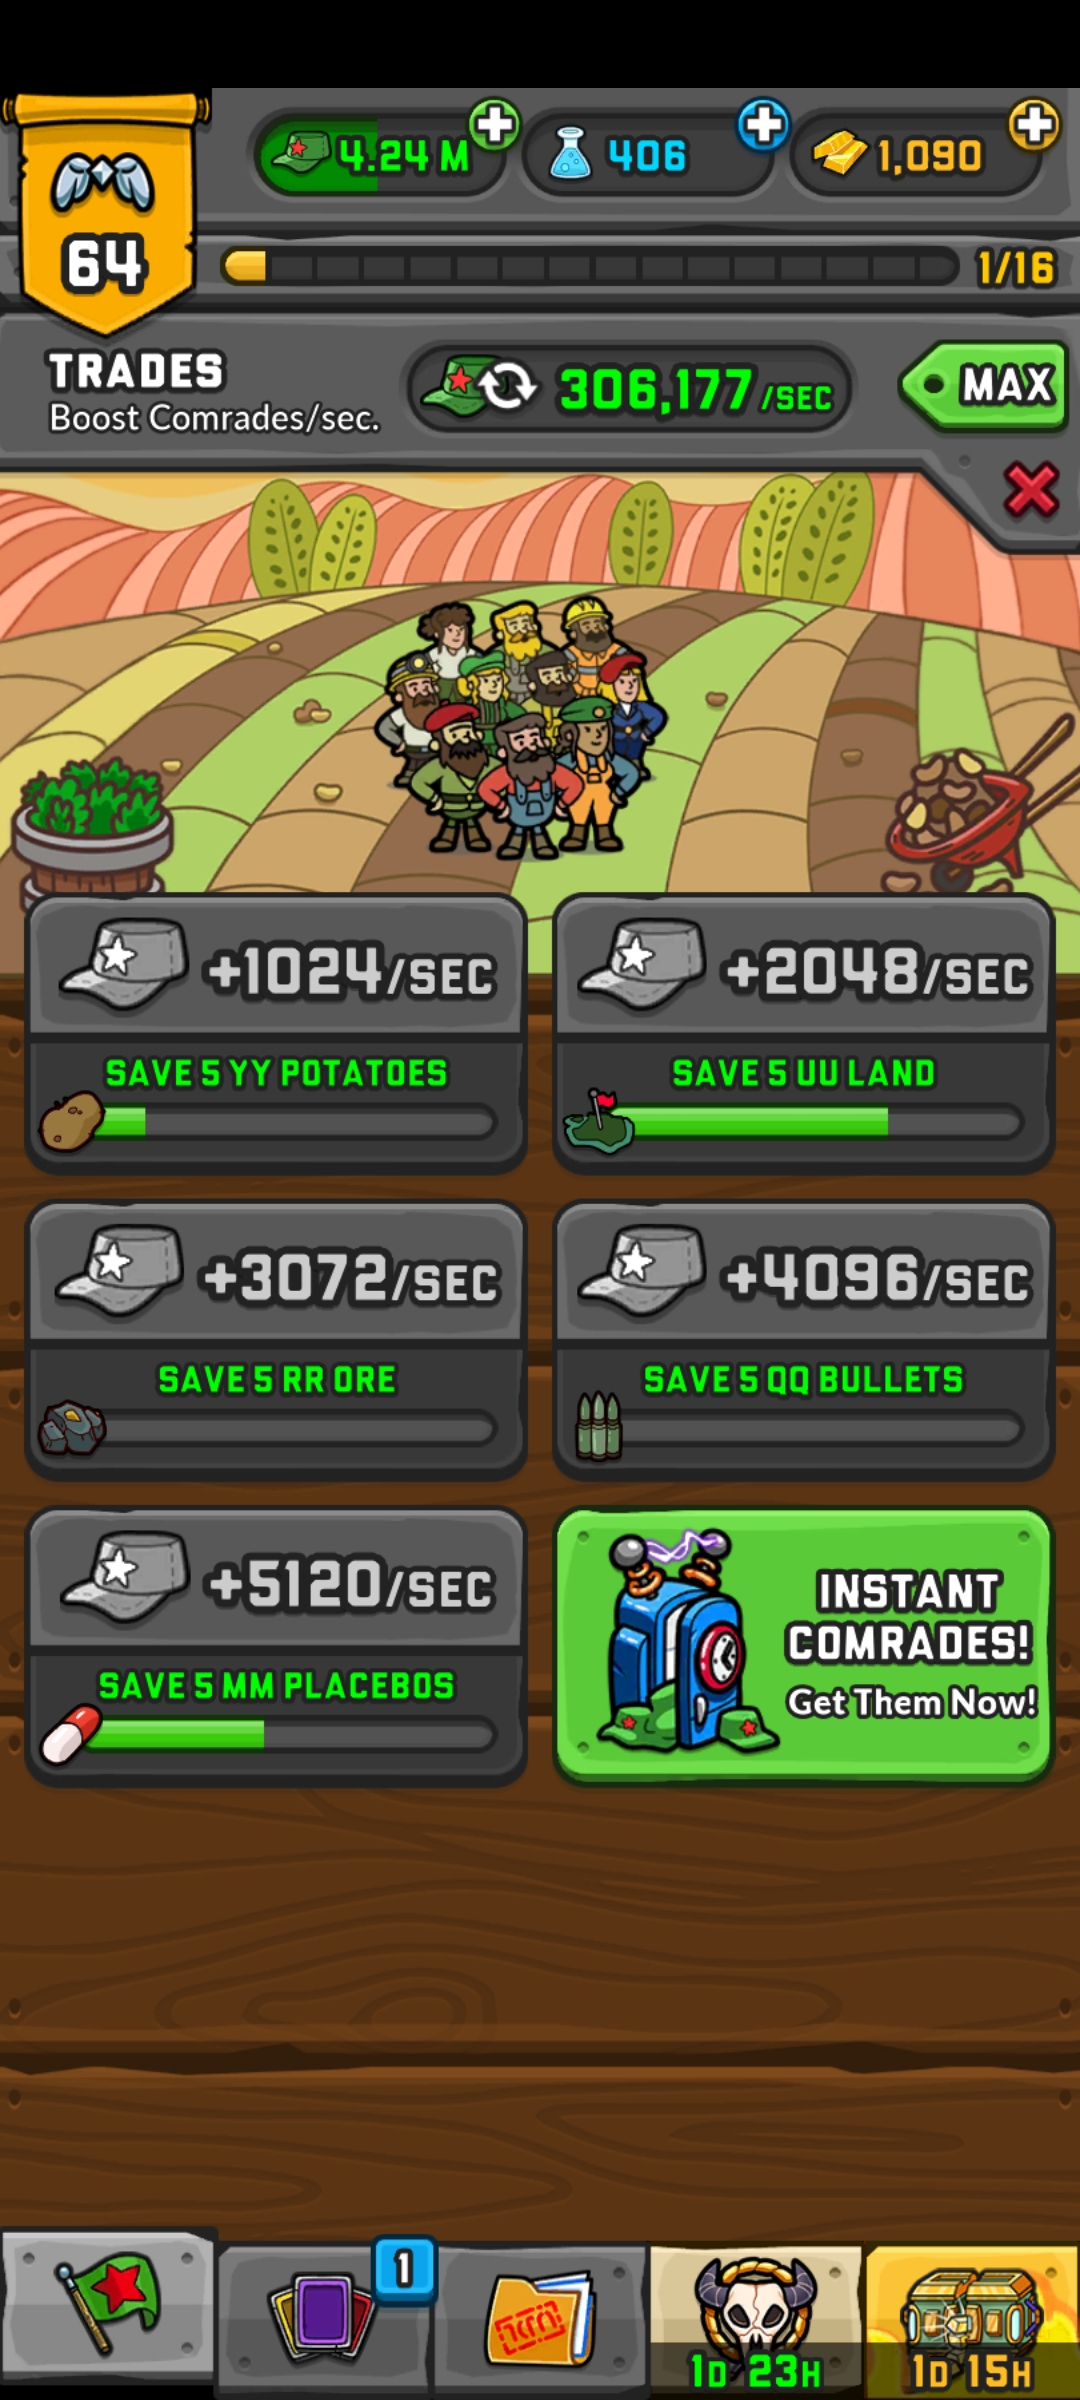 4.24 M
406
1,090
64
1/16
TRADES
Boost Comrades/sec.
306,177/SEC
MAX
+1024/SEC
+2048/SEC
SAVE 5 YY POTATOES
SAVE 5 UU LAND
+3072/SEC
+4096/SEC
SAVE 5 RR ORE
SAVE 5 QQ BULLETS
+5120/SEC
SAVE 5 MM PLACEBOS
INSTANT
COMRADES!
Get Them Now!
1
1D 23H
1D 15H